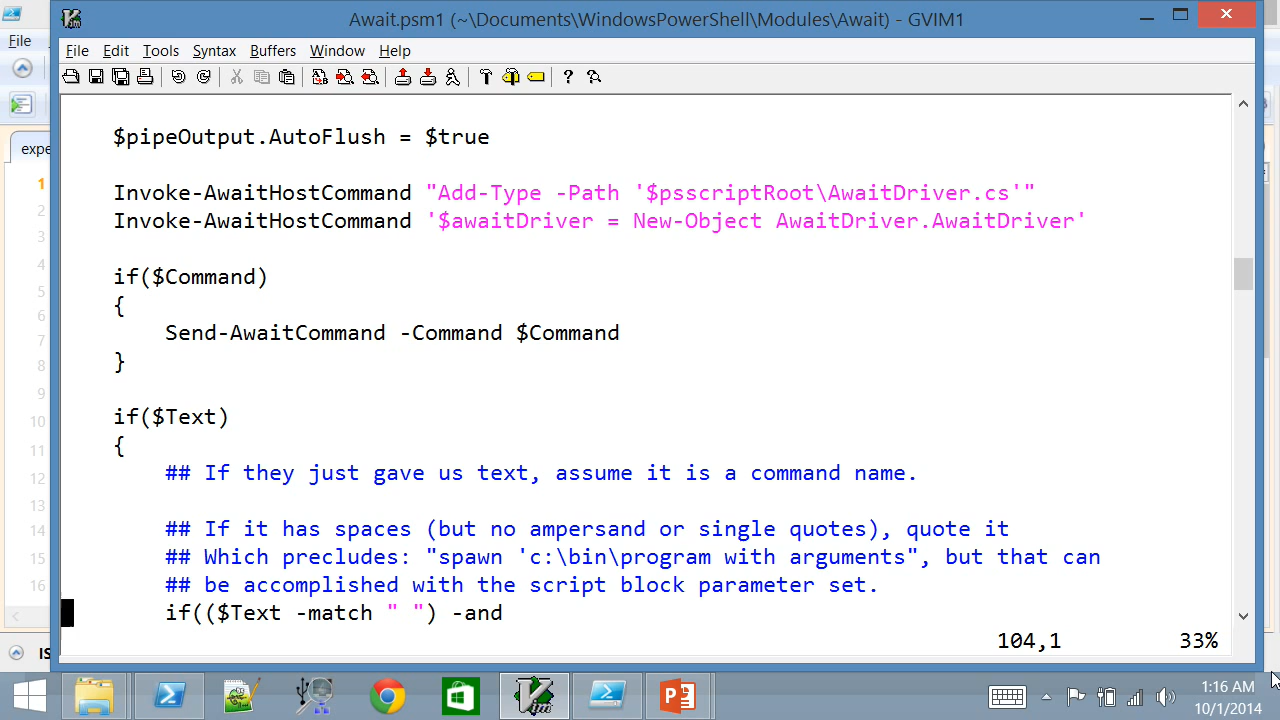 Await.psm1 (~\Documents\WindowsPowerShell\Modules\Await) - GVIM1
File
File Edit Tools Syntax Buffers Window Help
expe
1
2
3
4
5
6
7
8
9
10
11
12
13
14
15
16
$pipeOutput.AutoFlush = $true
Invoke-AwaitHostCommand "Add-Type -Path '$psscriptRoot\AwaitDriver.cs'"
Invoke-AwaitHostCommand '$awaitDriver = New-Object AwaitDriver.AwaitDriver'
if($Command)
{
Send-AwaitCommand -Command $Command
}
if($Text)
{
## If they just gave us text, assume it is a command name.
## If it has spaces (but no ampersand or single quotes), quote it
## Which precludes: "spawn 'c:\bin\program with arguments", but that can
## be accomplished with the script block parameter set.
if(($Text -match " ") -and
104,1 33%
IS
1:16 AM
10/1/2014